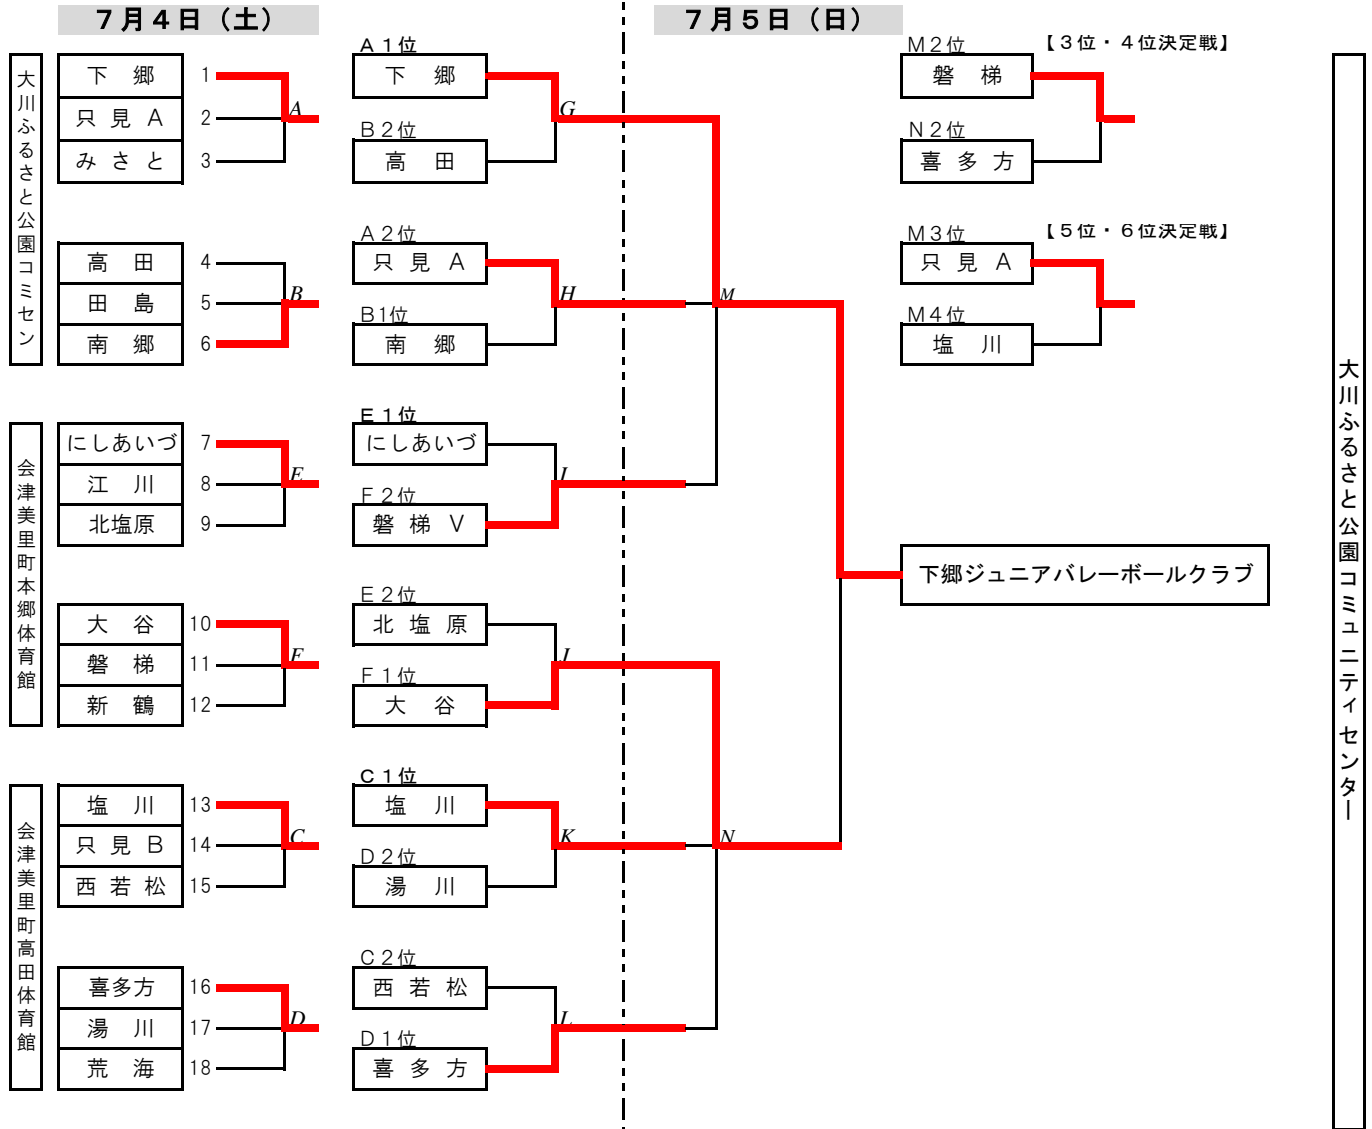 ７月４日（土）
７月５日（日）
大川ふるさと公園コミセン
下　郷 1
只 見 Ａ 2
みさと 3
A
高　田 4
田　島 5
南　郷 6
B
会津美里町本郷体育館
にしあいづ 7
江　川 8
北塩原 9
E
大　谷 10
磐　梯 11
新　鶴 12
F
会津美里町高田体育館
塩　川 13
只 見 Ｂ 14
西 若 松 15
C
喜多方 16
湯　川 17
荒　海 18
D
Ａ１位
下　郷
Ｂ２位
高　田
G
Ａ２位
只 見 Ａ
Ｂ1位
南　郷
H
Ｅ１位
にしあいづ
Ｆ２位
磐 梯 Ｖ
I
Ｅ２位
北 塩 原
Ｆ１位
大　谷
J
Ｃ１位
塩　川
Ｄ２位
湯　川
K
Ｃ２位
西 若 松
Ｄ１位
喜 多 方
L
M
N
下郷ジュニアバレーボールクラブ
Ｍ２位
【３位・４位決定戦】
磐　梯
Ｎ２位
喜 多 方
Ｍ３位
【５位・６位決定戦】
只 見 Ａ
Ｍ４位
塩　川
大川ふるさと公園コミュニティセンター